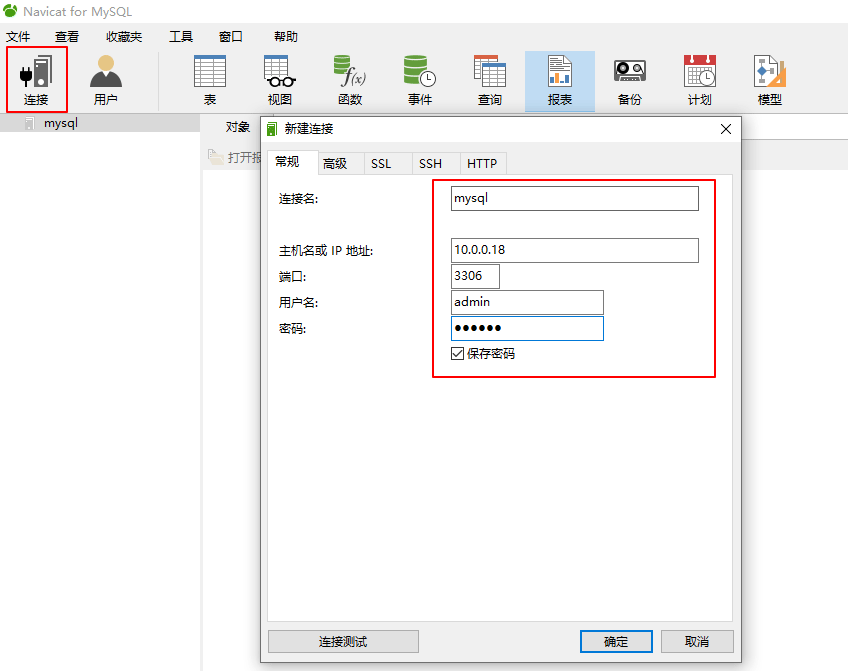 Navicat for MySQL
文件 查看 收藏夹 工具 窗口 帮助
连接 用户 表 视图 函数 事件 查询 报表 备份 计划 模型
f(x)
mysql
对象
打开报
新建连接
常规 高级 SSL SSH HTTP
连接名: mysql
主机名或 IP 地址: 10.0.0.18
端口: 3306
用户名: admin
密码: ●●●●●●
保存密码
连接测试 确定 取消